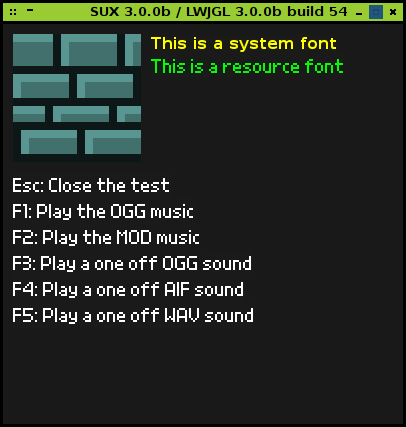 SUX 3.0.0b / LWJGL 3.0.0b build 54
This is a system font
This is a resource font
Esc: Close the test
F1: Play the OGG music
F2: Play the MOD music
F3: Play a one off OGG sound
F4: Play a one off AIF sound
F5: Play a one off WAV sound